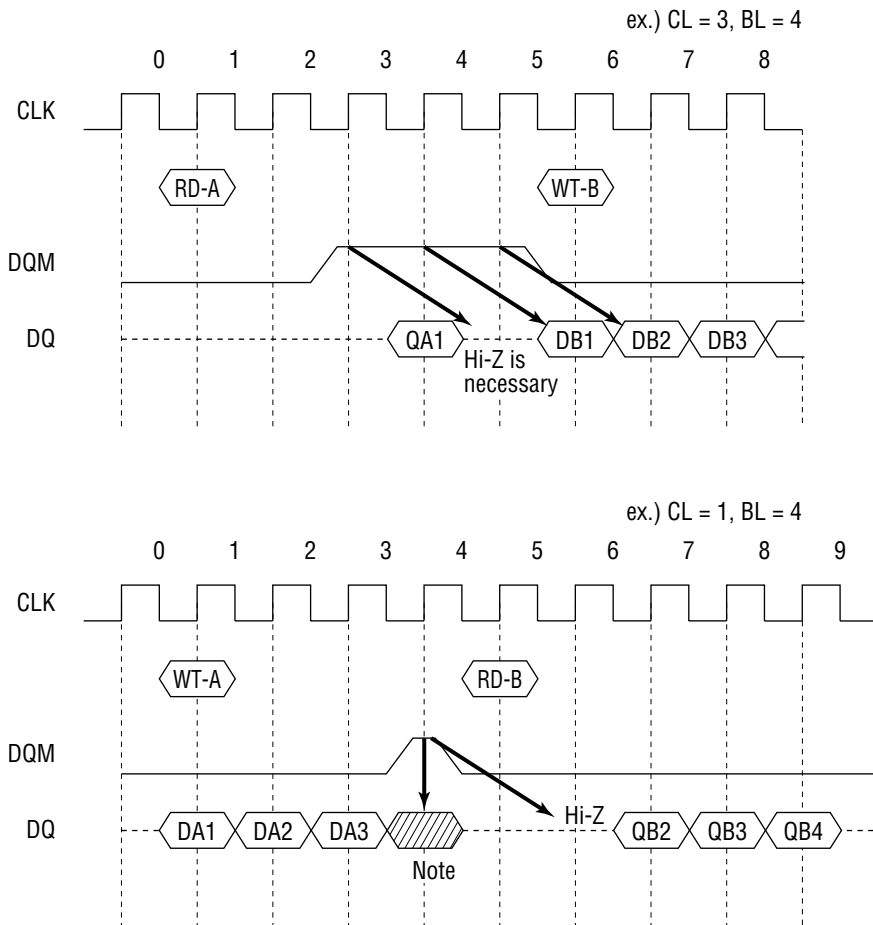 ex.) CL = 3, BL = 4
0 1 2 3 4 5 6 7 8
CLK
RD-A WT-B
DQM
DQ QA1 DB1 DB2 DB3
Hi-Z is
necessary
ex.) CL = 1, BL = 4
0 1 2 3 4 5 6 7 8 9
CLK
WT-A RD-B
DQM
DQ DA1 DA2 DA3 Hi-Z QB2 QB3 QB4
Note